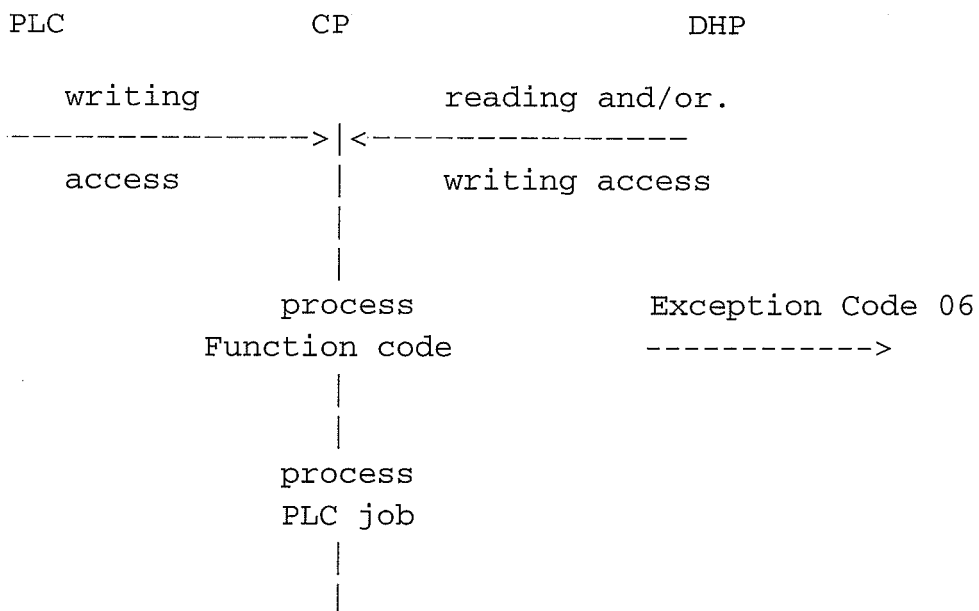 PLC CP DHP
writing reading and/or.
--------------->|<----------------
access | writing access
|
|
process Exception Code 06
Function code ------------>
|
|
process
PLC job
|
|